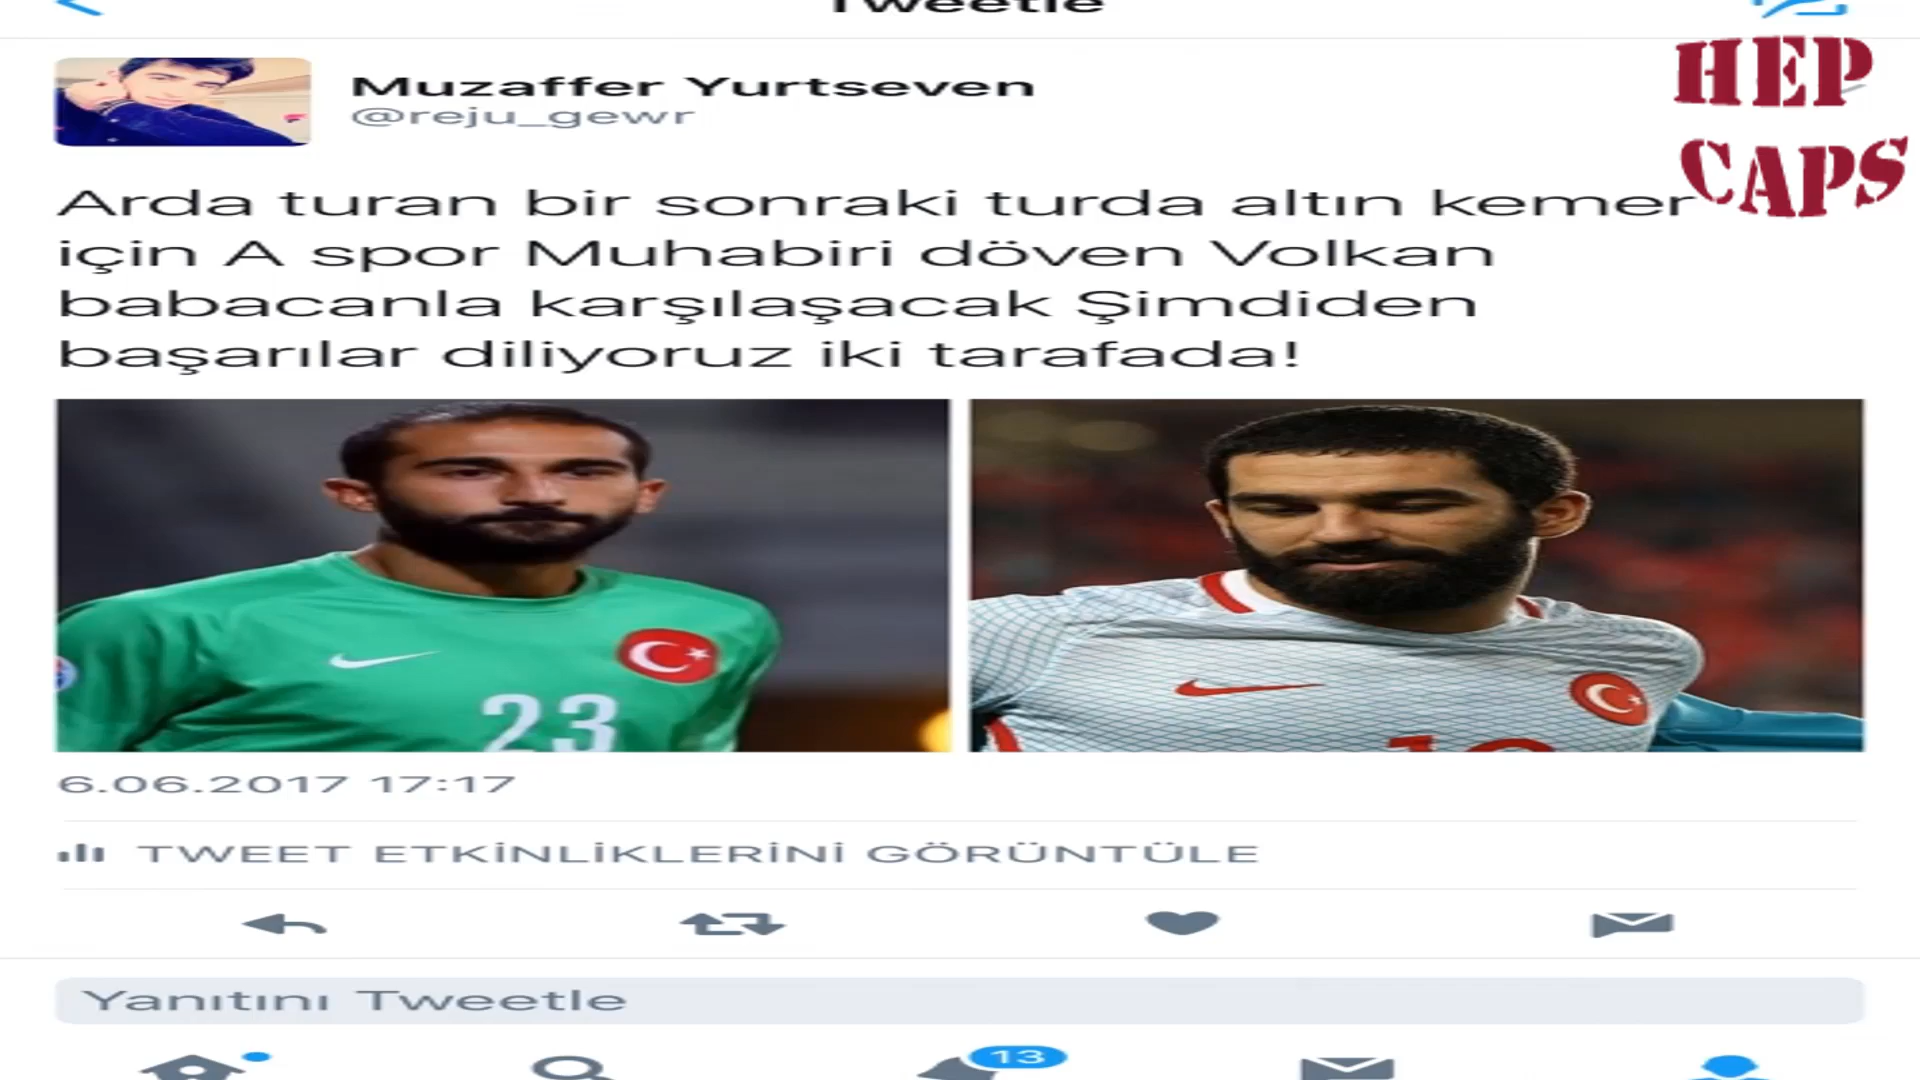 Tweetle
HEP
CAPS
Muzaffer Yurtseven
@reju_gewr
Arda turan bir sonraki turda altın kemer
için A spor Muhabiri döven Volkan
babacanla karşılaşacak Şimdiden
başarılar diliyoruz iki tarafada!
23
6.06.2017 17:17
TWEET ETKİNLİKLERİNİ GÖRÜNTÜLE
Yanıtını Tweetle
13